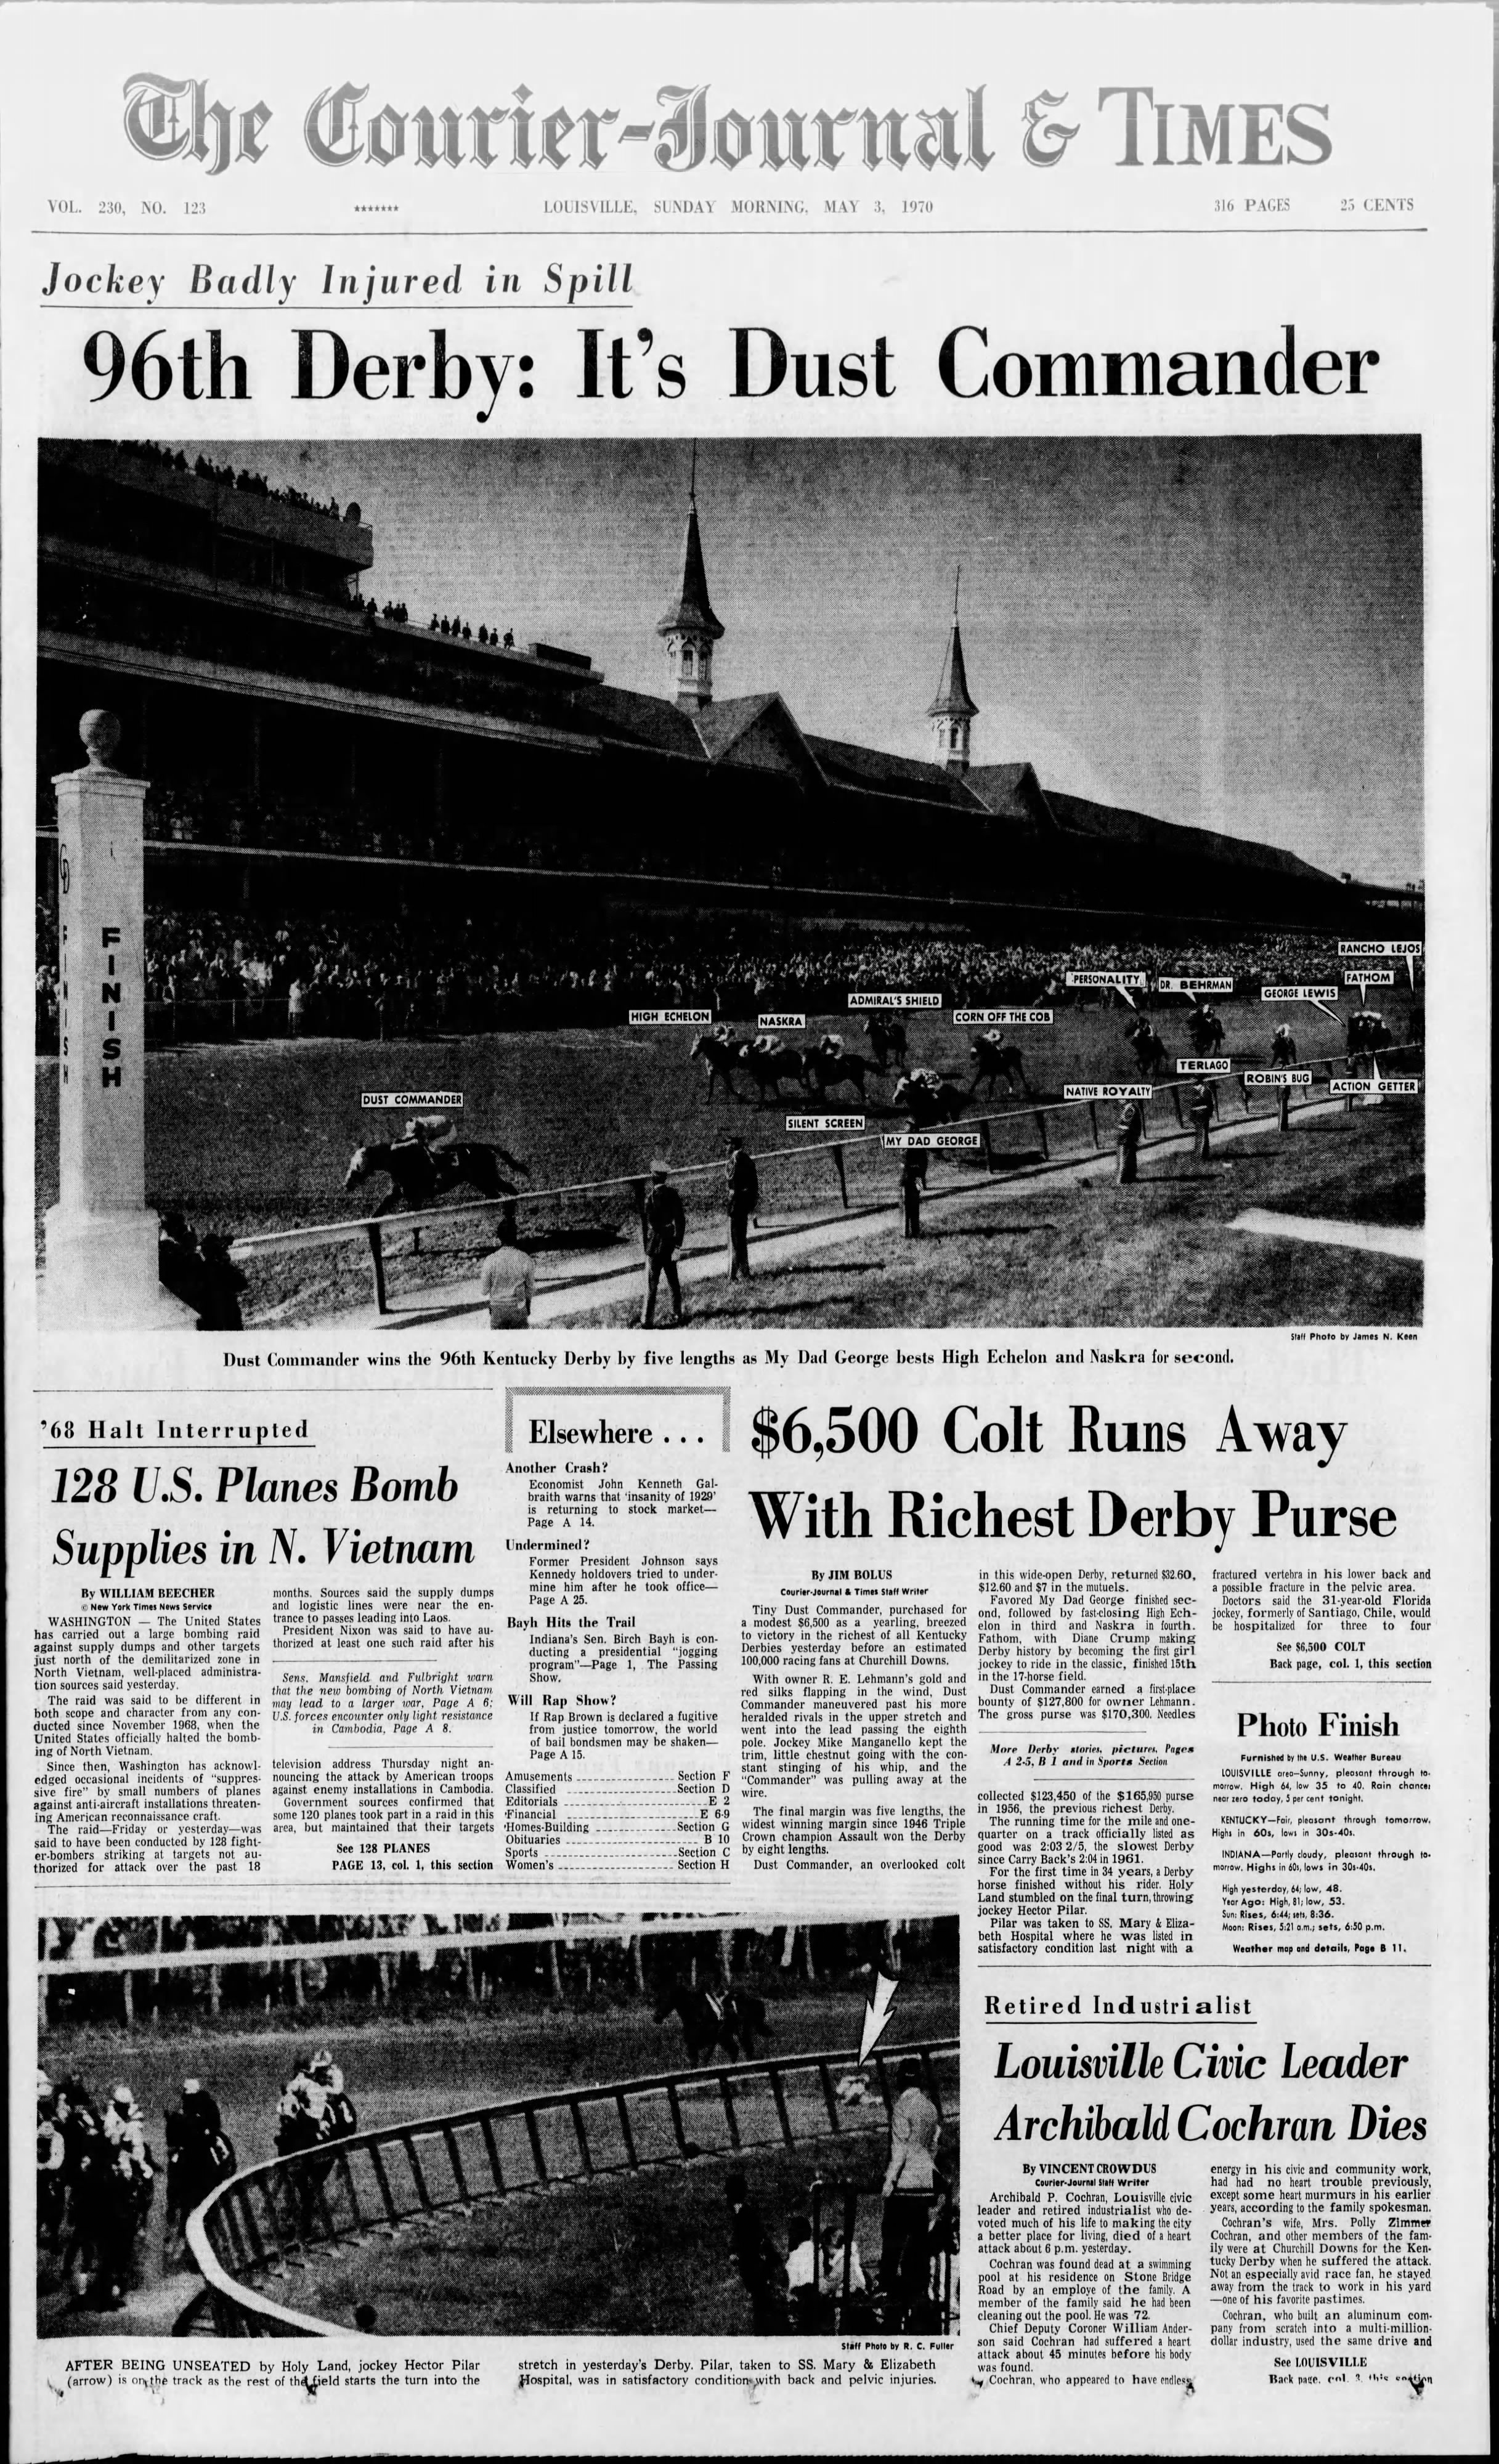 The Courier-Journal & TIMES
VOL. 230, NO. 123 ******* LOUISVILLE, SUNDAY MORNING, MAY 3, 1970 316 PAGES 25 CENTS
Jockey Badly Injured in Spill
96th Derby: It's Dust Commander
FINISH
FINISH
RANCHO LEJOS
PERSONALITY
DR. BEHRMAN
FATHOM
GEORGE LEWIS
ADMIRAL'S SHIELD
HIGH ECHELON
NASKRA
CORN OFF THE COB
TERLAGO
ROBIN'S BUG
ACTION GETTER
NATIVE ROYALTY
DUST COMMANDER
SILENT SCREEN
MY DAD GEORGE
Staff Photo by James N. Keen
Dust Commander wins the 96th Kentucky Derby by five lengths as My Dad George bests High Echelon and Naskra for second.
'68 Halt Interrupted
128 U.S. Planes Bomb
Supplies in N. Vietnam
By WILLIAM BEECHER
© New York Times News Service
WASHINGTON — The United States
has carried out a large bombing raid
against supply dumps and other targets
just north of the demilitarized zone in
North Vietnam, well-placed administra-
tion sources said yesterday.
The raid was said to be different in
both scope and character from any con-
ducted since November 1968, when the
United States officially halted the bomb-
ing of North Vietnam.
Since then, Washington has acknowl-
edged occasional incidents of "suppres-
sive fire" by small numbers of planes
against anti-aircraft installations threaten-
ing American reconnaissance craft.
The raid—Friday or yesterday—was
said to have been conducted by 128 fight-
er-bombers striking at targets not au-
thorized for attack over the past 18
months. Sources said the supply dumps
and logistic lines were near the en-
trance to passes leading into Laos.
President Nixon was said to have au-
thorized at least one such raid after his
Sens. Mansfield and Fulbright warn
that the new bombing of North Vietnam
may lead to a larger war, Page A 6;
U.S. forces encounter only light resistance
in Cambodia, Page A 8.
television address Thursday night an-
nouncing the attack by American troops
against enemy installations in Cambodia.
Government sources confirmed that
some 120 planes took part in a raid in this
area, but maintained that their targets
See 128 PLANES
PAGE 13, col. 1, this section
Elsewhere . . .
Another Crash?
Economist John Kenneth Gal-
braith warns that 'insanity of 1929'
is returning to stock market—
Page A 14.
Undermined?
Former President Johnson says
Kennedy holdovers tried to under-
mine him after he took office—
Page A 25.
Bayh Hits the Trail
Indiana's Sen. Birch Bayh is con-
ducting a presidential "jogging
program"—Page 1, The Passing
Show.
Will Rap Show?
If Rap Brown is declared a fugitive
from justice tomorrow, the world
of bail bondsmen may be shaken—
Page A 15.
Amusements Section F
Classified Section D
Editorials E 2
Financial E 6-9
Homes-Building Section G
Obituaries B 10
Sports Section C
Women's Section H
$6,500 Colt Runs Away
With Richest Derby Purse
By JIM BOLUS
Courier-Journal & Times Staff Writer
Tiny Dust Commander, purchased for
a modest $6,500 as a yearling, breezed
to victory in the richest of all Kentucky
Derbies yesterday before an estimated
100,000 racing fans at Churchill Downs.
With owner R. E. Lehmann's gold and
red silks flapping in the wind, Dust
Commander maneuvered past his more
heralded rivals in the upper stretch and
went into the lead passing the eighth
pole. Jockey Mike Manganello kept the
trim, little chestnut going with the con-
stant stinging of his whip, and the
"Commander" was pulling away at the
wire.
The final margin was five lengths, the
widest winning margin since 1946 Triple
Crown champion Assault won the Derby
by eight lengths.
Dust Commander, an overlooked colt
in this wide-open Derby, returned $32.60,
$12.60 and $7 in the mutuels.
Favored My Dad George finished sec-
ond, followed by fast-closing High Ech-
elon in third and Naskra in fourth.
Fathom, with Diane Crump making
Derby history by becoming the first girl
jockey to ride in the classic, finished 15th
in the 17-horse field.
Dust Commander earned a first-place
bounty of $127,800 for owner Lehmann.
The gross purse was $170,300. Needles
More Derby stories, pictures, Pages
A 2-5, B 1 and in Sports Section
collected $123,450 of the $165,950 purse
in 1956, the previous richest Derby.
The running time for the mile and one-
quarter on a track officially listed as
good was 2:03 2/5, the slowest Derby
since Carry Back's 2:04 in 1961.
For the first time in 34 years, a Derby
horse finished without his rider. Holy
Land stumbled on the final turn, throwing
jockey Hector Pilar.
Pilar was taken to SS. Mary & Eliza-
beth Hospital where he was listed in
satisfactory condition last night with a
fractured vertebra in his lower back and
a possible fracture in the pelvic area.
Doctors said the 31-year-old Florida
jockey, formerly of Santiago, Chile, would
be hospitalized for three to four
See $6,500 COLT
Back page, col. 1, this section
Photo Finish
Furnished by the U.S. Weather Bureau
LOUISVILLE area—Sunny, pleasant through to-
morrow. High 64, low 35 to 40. Rain chances
near zero today, 5 per cent tonight.
KENTUCKY—Fair, pleasant through tomorrow.
Highs in 60s, lows in 30s-40s.
INDIANA—Partly cloudy, pleasant through to-
morrow. Highs in 60s, lows in 30s-40s.
High yesterday, 64; low, 48.
Year Ago: High, 81; low, 53.
Sun: Rises, 6:44; sets, 8:36.
Moon: Rises, 5:21 a.m.; sets, 6:50 p.m.
Weather map and details, Page B 11.
Staff Photo by R. C. Fuller
AFTER BEING UNSEATED by Holy Land, jockey Hector Pilar
(arrow) is on the track as the rest of the field starts the turn into the
stretch in yesterday's Derby. Pilar, taken to SS. Mary & Elizabeth
Hospital, was in satisfactory condition with back and pelvic injuries.
Retired Industrialist
Louisville Civic Leader
Archibald Cochran Dies
By VINCENT CROWDUS
Courier-Journal Staff Writer
Archibald P. Cochran, Louisville civic
leader and retired industrialist who de-
voted much of his life to making the city
a better place for living, died of a heart
attack about 6 p.m. yesterday.
Cochran was found dead at a swimming
pool at his residence on Stone Bridge
Road by an employe of the family. A
member of the family said he had been
cleaning out the pool. He was 72.
Chief Deputy Coroner William Ander-
son said Cochran had suffered a heart
attack about 45 minutes before his body
was found.
Cochran, who appeared to have endless
energy in his civic and community work,
had had no heart trouble previously,
except some heart murmurs in his earlier
years, according to the family spokesman.
Cochran's wife, Mrs. Polly Zimmer
Cochran, and other members of the fam-
ily were at Churchill Downs for the Ken-
tucky Derby when he suffered the attack.
Not an especially avid race fan, he stayed
away from the track to work in his yard
—one of his favorite pastimes.
Cochran, who built an aluminum com-
pany from scratch into a multi-million-
dollar industry, used the same drive and
See LOUISVILLE
Back page, col. 3, this section